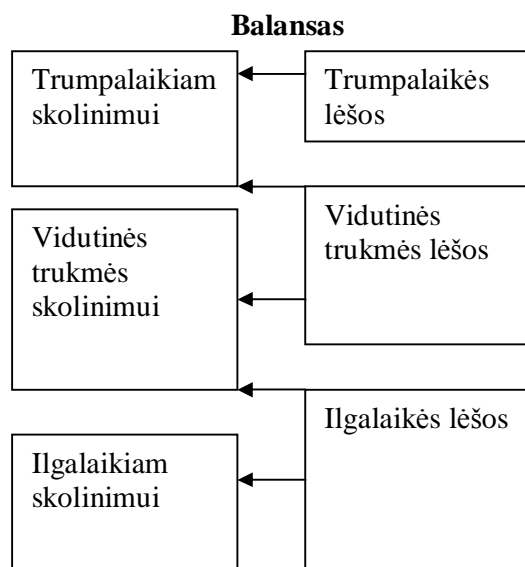 Balansas
Trumpalaikiam
skolinimui
Trumpalaikės
lėšos
Vidutinės
trukmės
skolinimui
Vidutinės
trukmės lėšos
Ilgalaikiam
skolinimui
Ilgalaikės lėšos